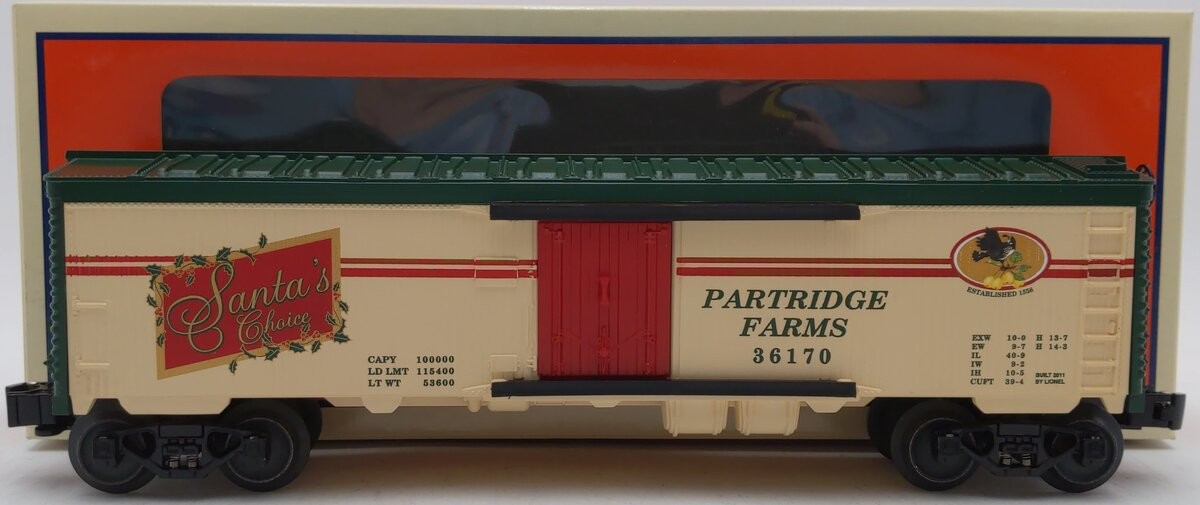 Santa's
Choice
CAPY 100000
LD LMT 115400
LT WT 53600
PARTRIDGE
FARMS
36170
ESTABLISHED 1556
EXW 10-0 H 13-7
EW 9-7 H 14-3
IL 40-9
IW 9-2
IH 10-5
CUFT 39-4
BUILT 2011
BY LIONEL